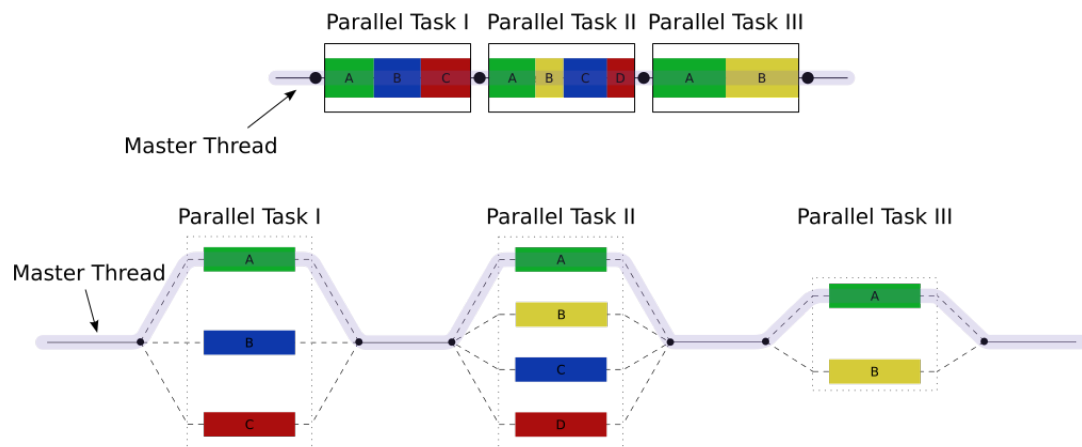 Parallel Task I Parallel Task II Parallel Task III
A B C A B C D A B
Master Thread
Parallel Task I Parallel Task II Parallel Task III
A A
Master Thread
A
B
B
C
B
C D